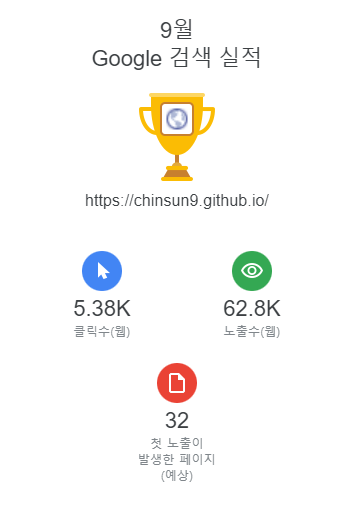 9월
Google 검색 실적
https://chinsun9.github.io/
5.38K
클릭수(웹)
62.8K
노출수(웹)
32
첫 노출이
발생한 페이지
(예상)